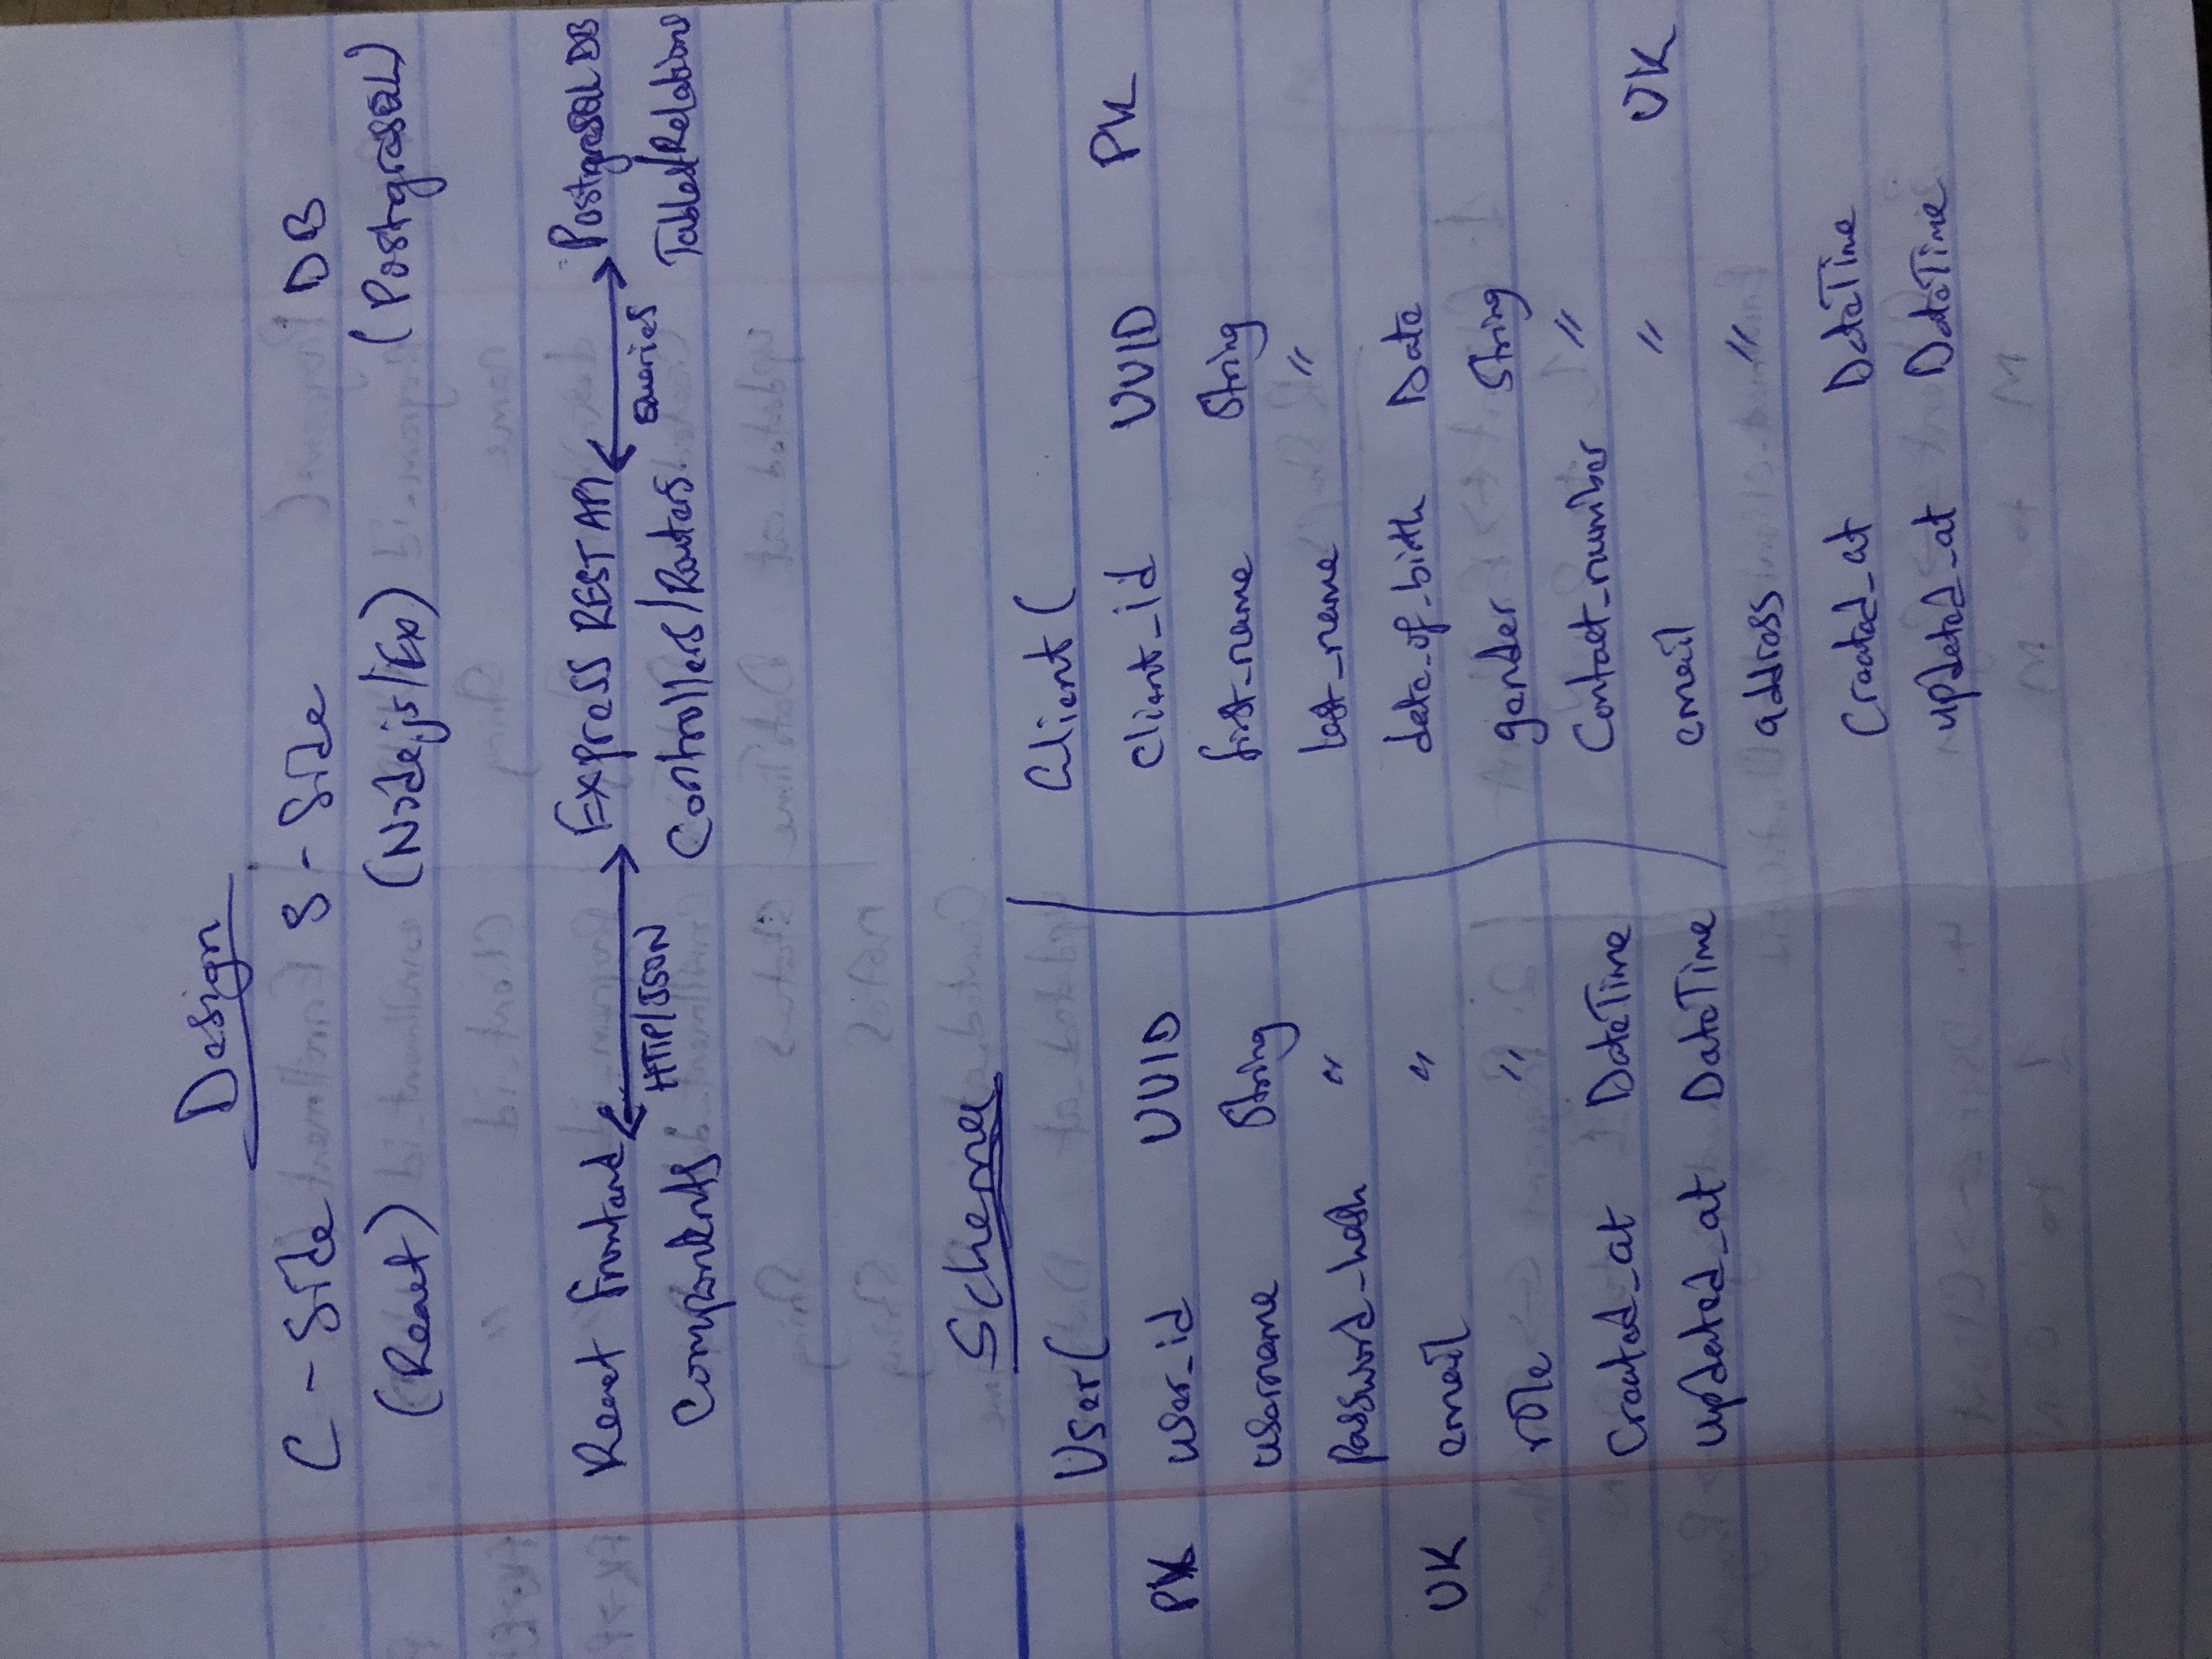 Design
C - Side S - Side DB
(React) (Node.js/Ex) (PostgreSQL)
React frontend Express REST API PostgreSQL DB
HTTP/JSON queries
Components Controllers/Routers. Tables/Relations
Schema
User(
PK user_id UUID
username String
Password_hash "
UK email "
role "
Created_at DateTime
updated_at DateTime
Client(
Client_id UUID PK
first_name String
last_name "
date_of_birth Date
gender String
Contact_number "
email " UK
address "
Created_at DateTime
updated_at DateTime